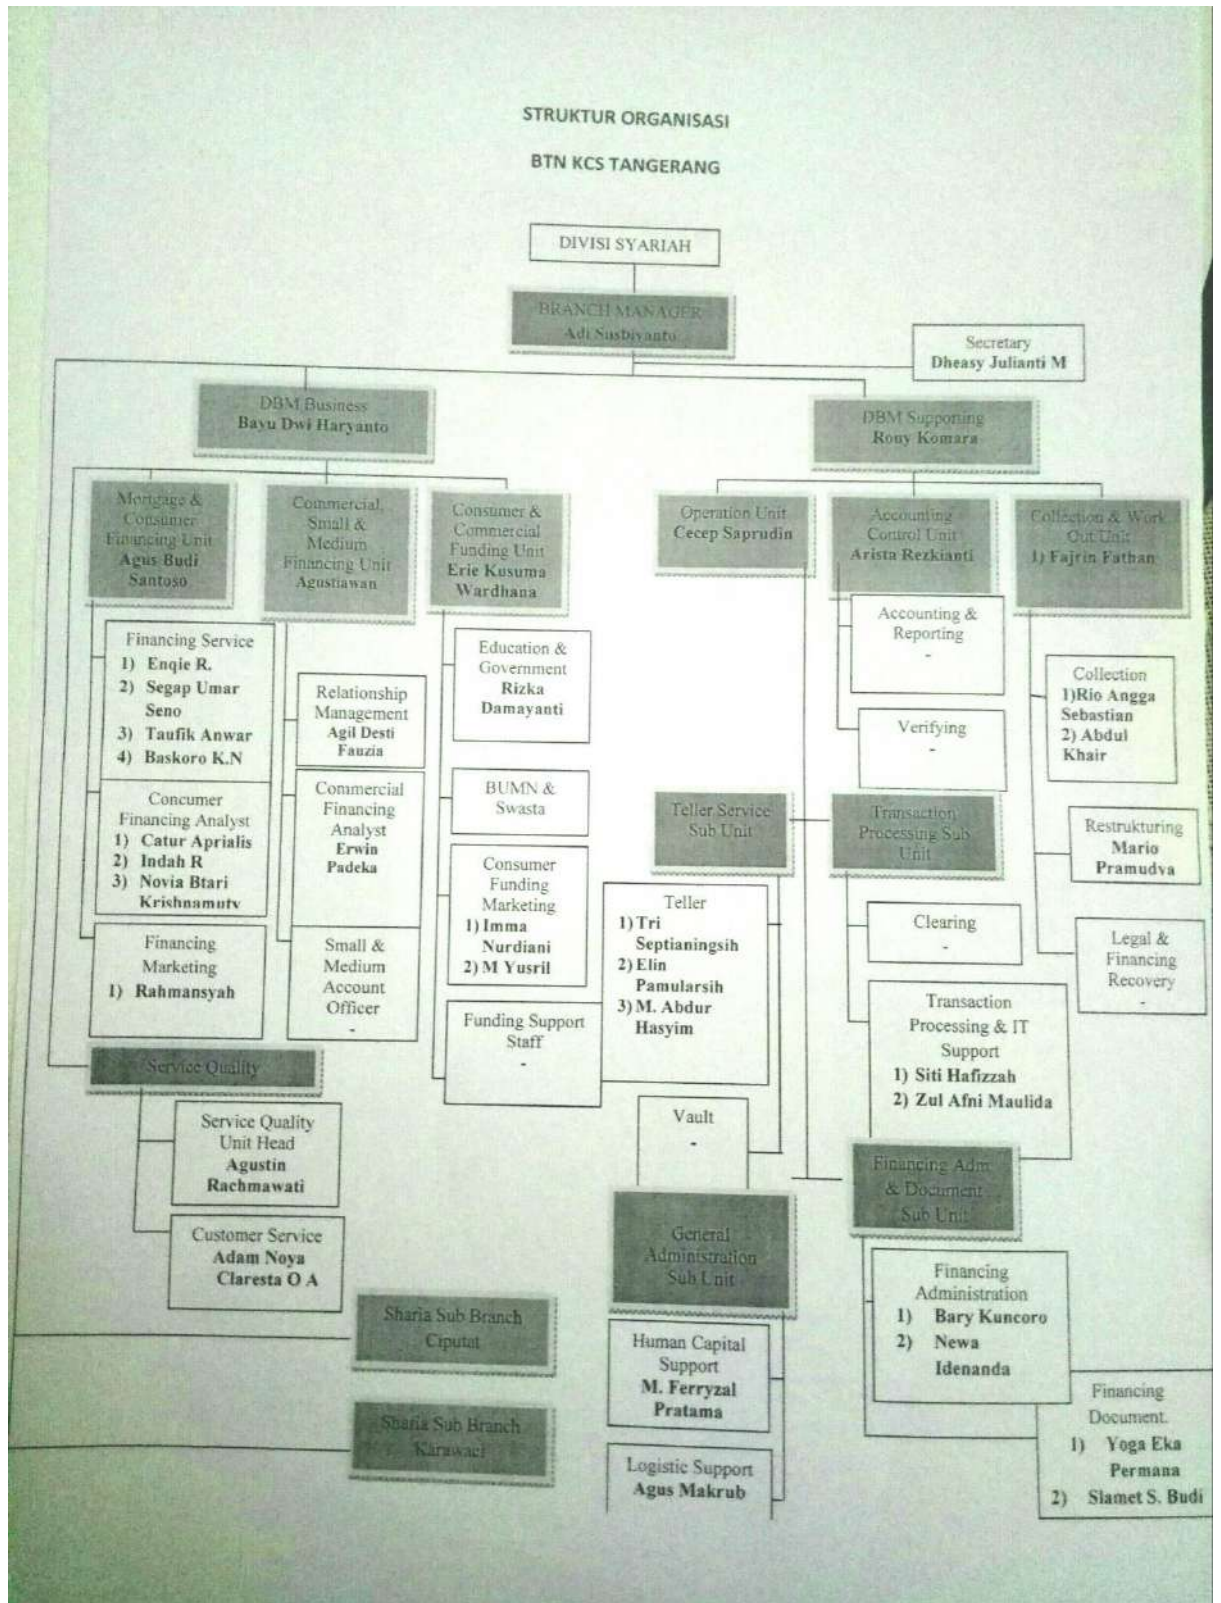 STRUKTUR ORGANISASI
BTN KCS TANGERANG
DIVISI SYARIAH
BRANCH MANAGER
Adi Susbiyanto
Secretary
Dheasy Julianti M
DBM Business
Bayu Dwi Haryanto
DBM Supporting
Rony Komara
Mortgage &
Consumer
Financing Unit
Agus Budi
Santoso
Commercial,
Small &
Medium
Financing Unit
Agustiawan
Consumer &
Commercial
Funding Unit
Erie Kusuma
Wardhana
Operation Unit
Cecep Saprudin
Accounting
Control Unit
Arista Rezkianti
Collection & Work
Out Unit
1) Fajrin Fathan
Financing Service
1) Enqie R.
2) Segap Umar
Seno
3) Taufik Anwar
4) Baskoro K.N
Concumer
Financing Analyst
1) Catur Aprialis
2) Indah R
3) Novia Btari
Krishnamutv
Financing
Marketing
1) Rahmansyah
Relationship
Management
Agil Desti
Fauzia
Commercial
Financing
Analyst
Erwin
Padeka
Small &
Medium
Account
Officer
-
Education &
Government
Rizka
Damayanti
BUMN &
Swasta
Consumer
Funding
Marketing
1) Imma
Nurdiani
2) M Yusril
Funding Support
Staff
-
Accounting &
Reporting
-
Verifying
-
Collection
1)Rio Angga
Sebastian
2) Abdul
Khair
Restrukturing
Mario
Pramudva
Legal &
Financing
Recovery
-
Teller Service
Sub Unit
Transaction
Processing Sub
Unit
Teller
1) Tri
Septianingsih
2) Elin
Pamularsih
3) M. Abdur
Hasyim
Clearing
-
Transaction
Processing & IT
Support
1) Siti Hafizzah
2) Zul Afni Maulida
Vault
-
Service Quality
Service Quality
Unit Head
Agustin
Rachmawati
Customer Service
Adam Noya
Claresta O A
General
Administration
Sub Unit
Financing Adm
& Document
Sub Unit
Financing
Administration
1) Bary Kuncoro
2) Newa
Idenanda
Sharia Sub Branch
Ciputat
Sharia Sub Branch
Karawaci
Human Capital
Support
M. Ferryzal
Pratama
Logistic Support
Agus Makrub
Financing
Document.
1) Yoga Eka
Permana
2) Slamet S. Budi